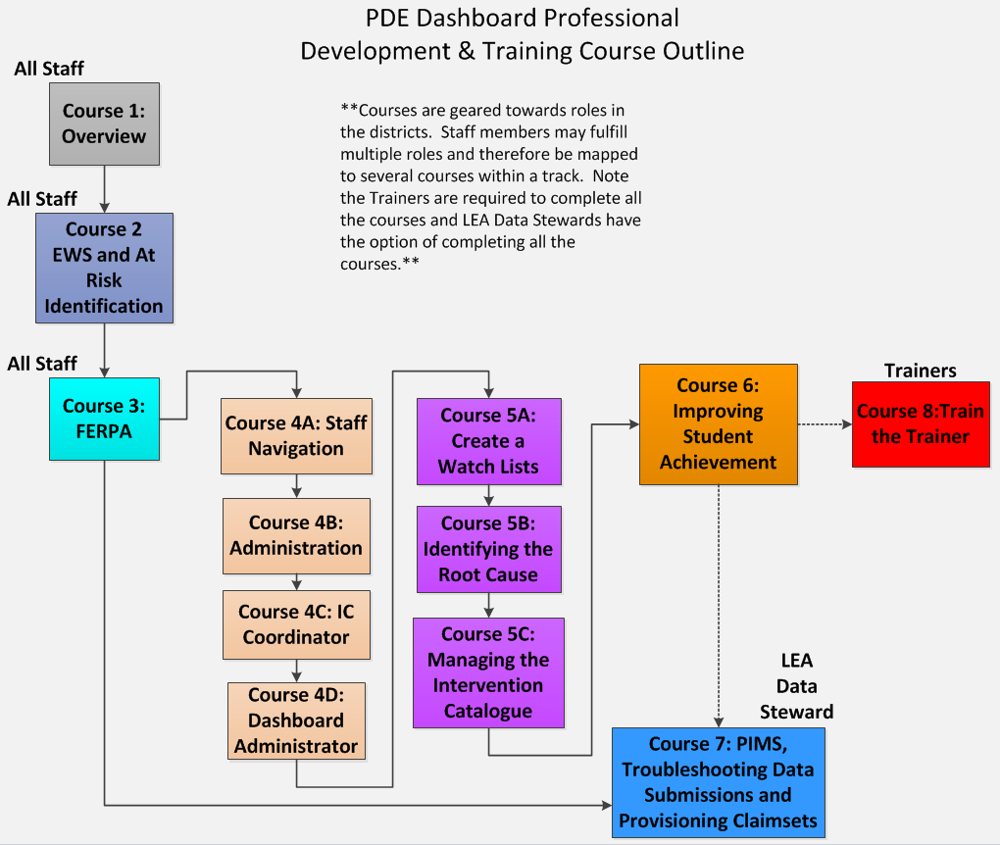 PDE Dashboard Professional
Development & Training Course Outline
All Staff
Course 1:
Overview
**Courses are geared towards roles in
the districts.  Staff members may fulfill
multiple roles and therefore be mapped
to several courses within a track.  Note
the Trainers are required to complete all
the courses and LEA Data Stewards have
the option of completing all the
courses.**
All Staff
Course 2
EWS and At
Risk
Identification
All Staff
Course 3:
FERPA
Course 4A: Staff
Navigation
Course 4B:
Administration
Course 4C: IC
Coordinator
Course 4D:
Dashboard
Administrator
Course 5A:
Create a
Watch Lists
Course 5B:
Identifying the
Root Cause
Course 5C:
Managing the
Intervention
Catalogue
Course 6:
Improving
Student
Achievement
Trainers
Course 8:Train
the Trainer
LEA
Data
Steward
Course 7: PIMS,
Troubleshooting Data
Submissions and
Provisioning Claimsets